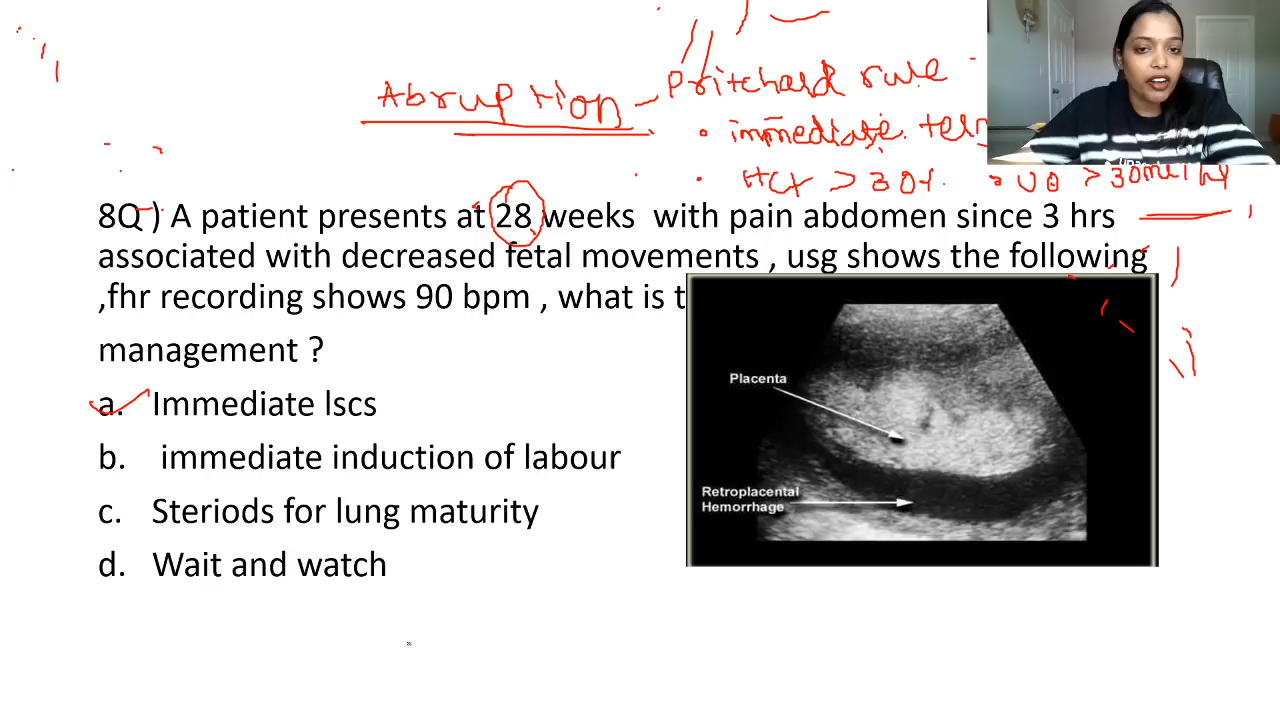 Abruption - Pritchard rule
• immediate. ter
• HCt > 30%. • UO > 30ml/hr
8Q ) A patient presents at 28 weeks with pain abdomen since 3 hrs
associated with decreased fetal movements , usg shows the following
,fhr recording shows 90 bpm , what is t
management ?
a. Immediate lscs
b. immediate induction of labour
c. Steriods for lung maturity
d. Wait and watch
Placenta
Retroplacental
Hemorrhage